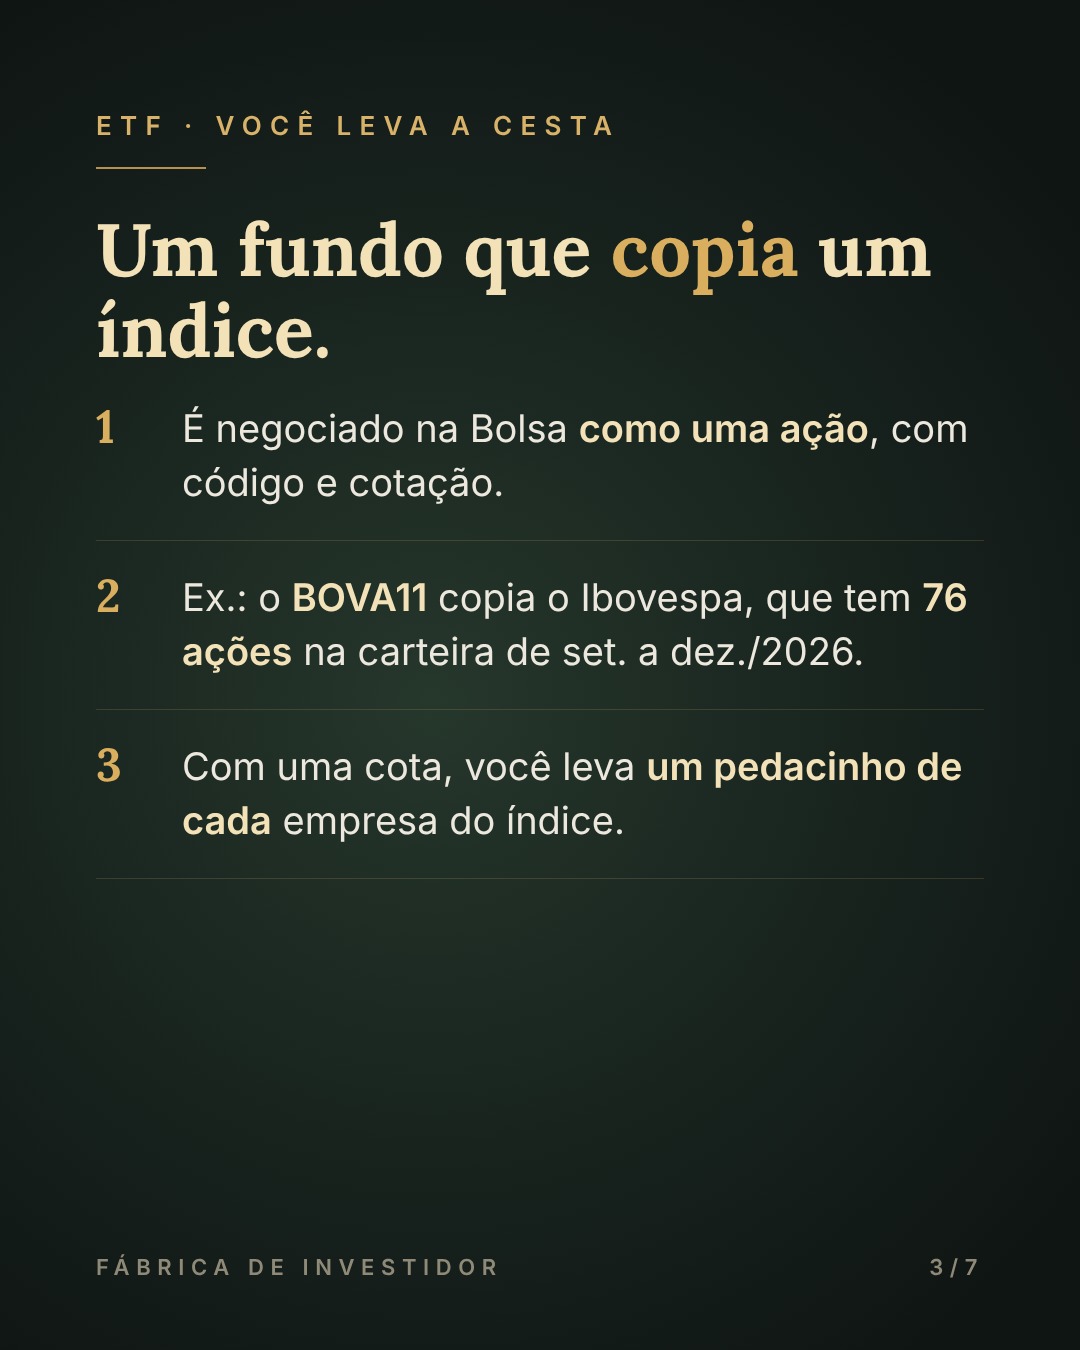 ETF · VOCÊ LEVA A CESTA
Um fundo que copia um
índice.
1 É negociado na Bolsa como uma ação, com
código e cotação.
2 Ex.: o BOVA11 copia o Ibovespa, que tem 76
ações na carteira de set. a dez./2026.
3 Com uma cota, você leva um pedacinho de
cada empresa do índice.
FÁBRICA DE INVESTIDOR 3/7